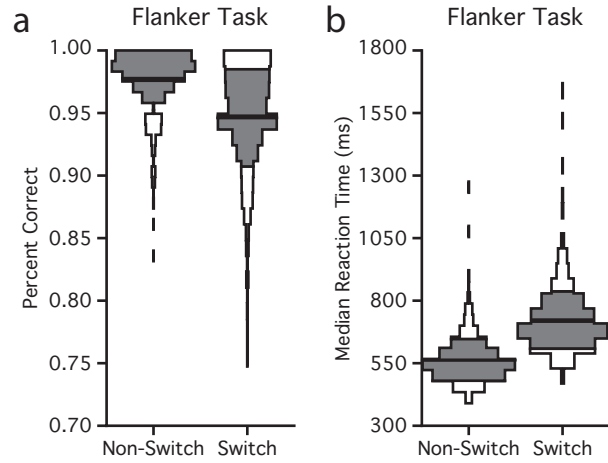 a
Flanker Task
Percent Correct
1.00
0.95
0.90
0.85
0.80
0.75
0.70
Non-Switch
Switch
b
Flanker Task
Median Reaction Time (ms)
1800
1550
1300
1050
800
550
300
Non-Switch
Switch